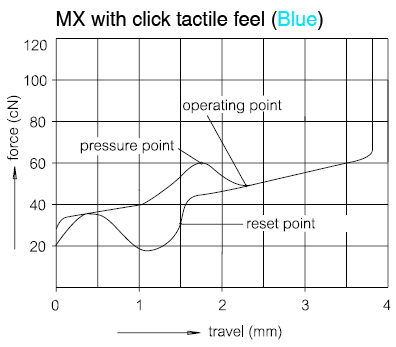 MX with click tactile feel (Blue)
120
100
80
60
40
20
force (cN)
operating point
pressure point
reset point
0
1
2
3
4
travel (mm)